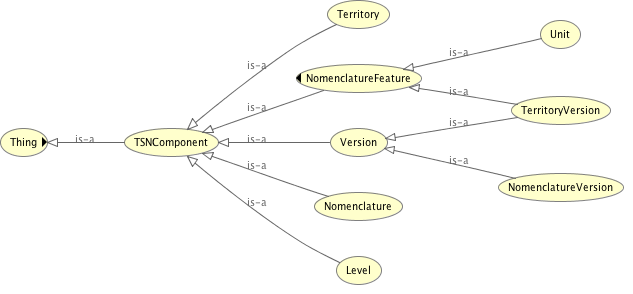 Territory
Unit
is-a
is-a
NomenclatureFeature
is-a
is-a
TerritoryVersion
is-a
Thing
is-a
TSNComponent
is-a
Version
is-a
is-a
NomenclatureVersion
is-a
Nomenclature
is-a
Level